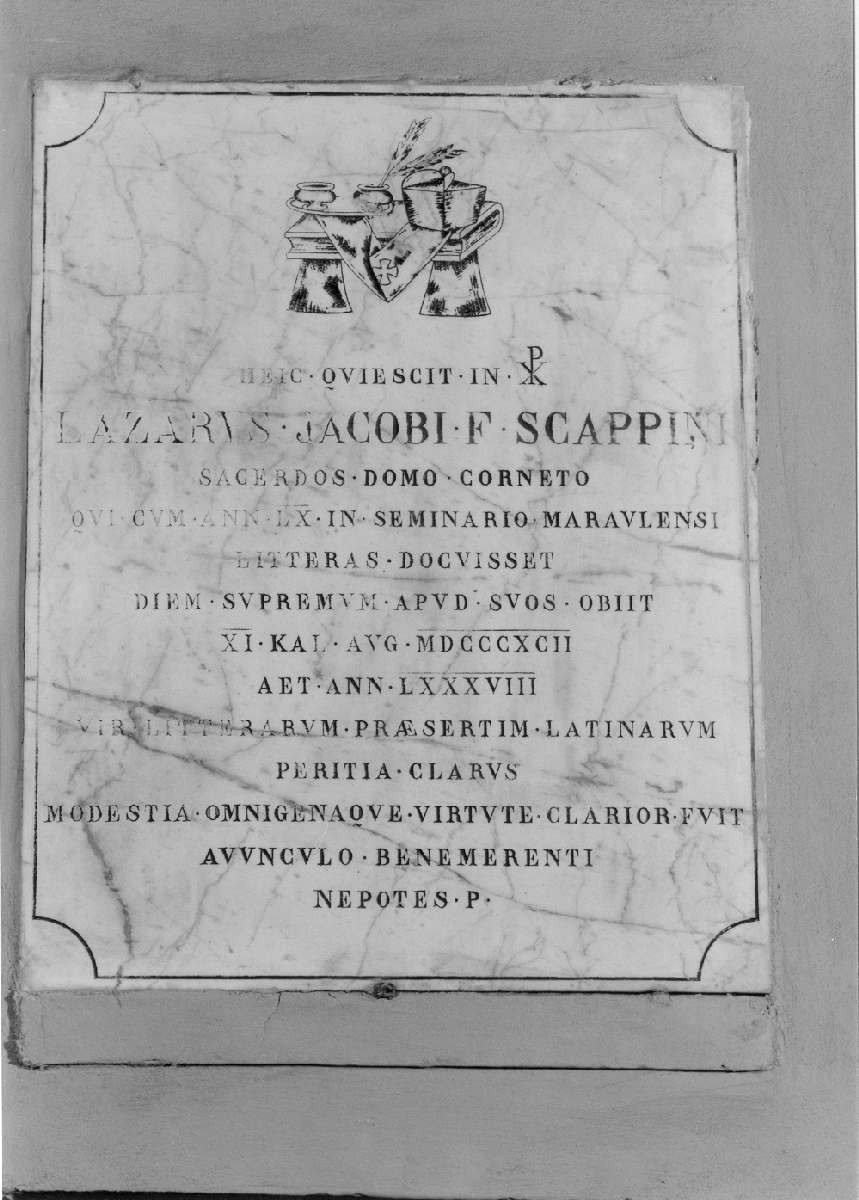 HEIC·QVIESCIT·IN·☧
LAZARVS·JACOBI·F·SCAPPINI
SACERDOS·DOMO·CORNETO
QVI·CVM·ANN·LX·IN·SEMINARIO·MARAVLENSI
LITTERAS·DOCVISSET
DIEM·SVPREMVM·APVD·SVOS·OBIIT
XI·KAL·AVG·MDCCCXCII
AET·ANN·LXXXVIII
VIR·LITTERARVM·PRÆSERTIM·LATINARVM
PERITIA·CLARVS
MODESTIA·OMNIGENAQVE·VIRTVTE·CLARIOR·FVIT
AVVNCVLO·BENEMERENTI
NEPOTES·P·